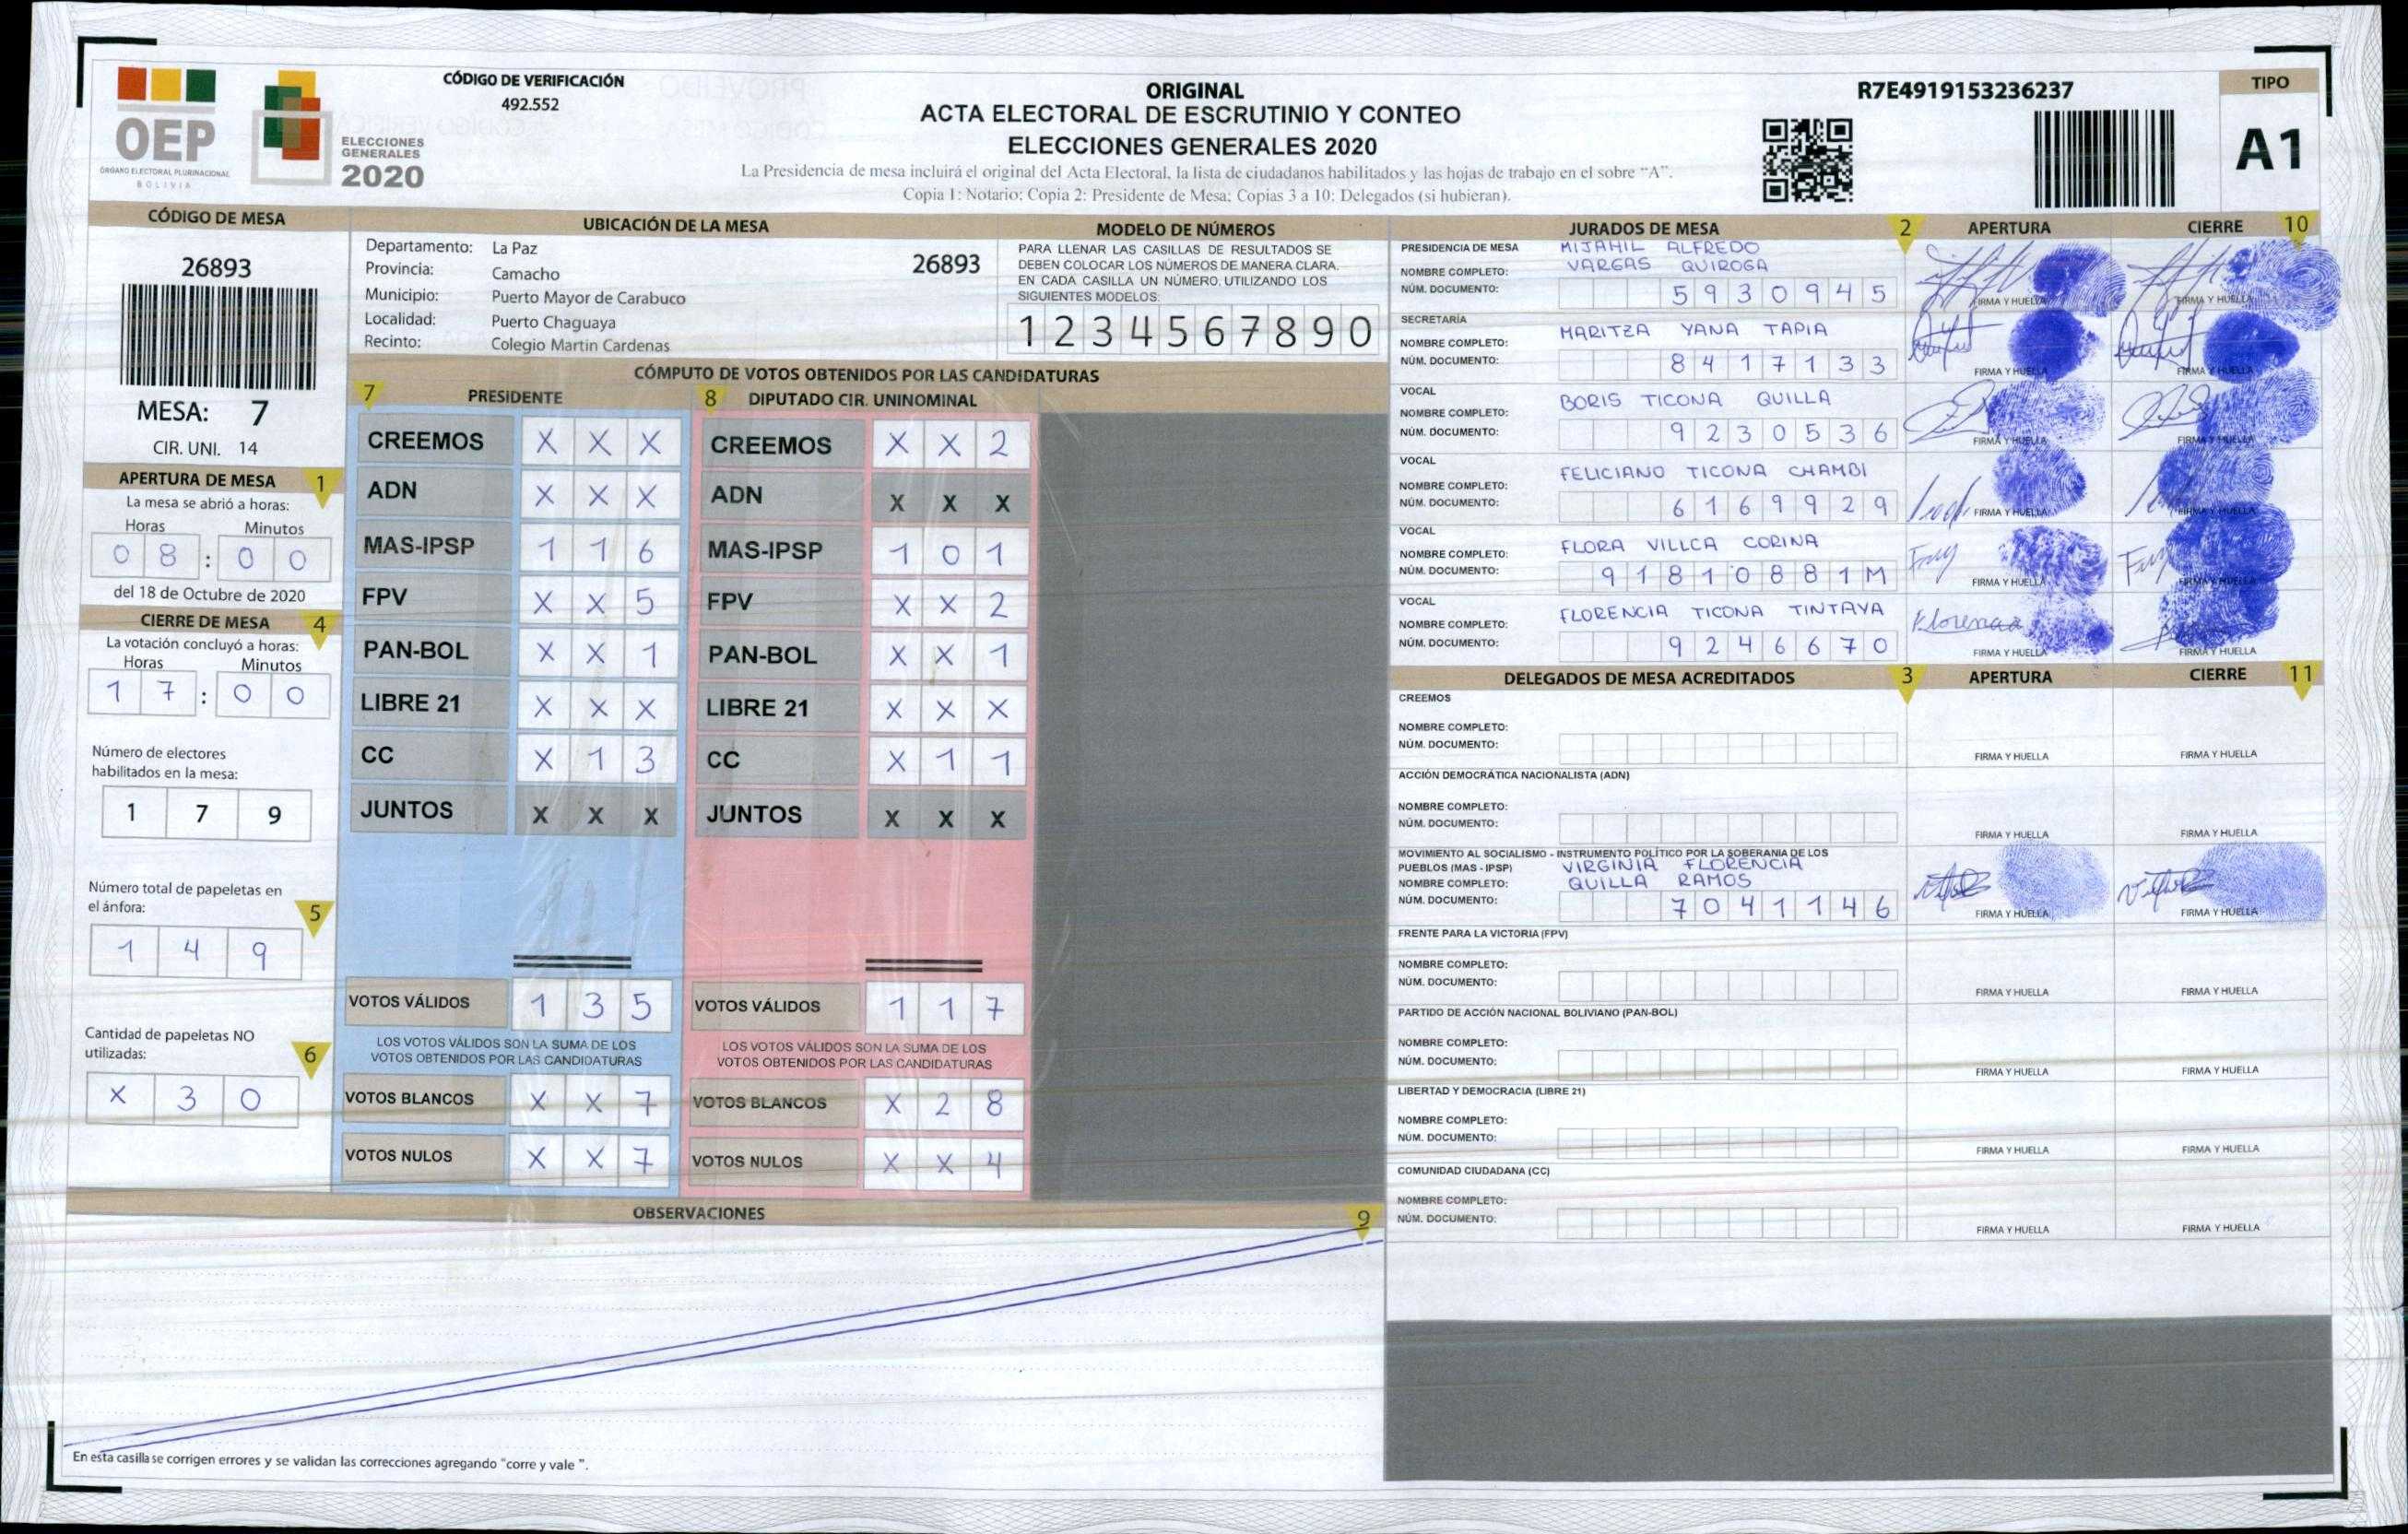 OEP
ÓRGANO ELECTORAL PLURINACIONAL
BOLIVIA
ELECCIONES
GENERALES
2020
CÓDIGO DE VERIFICACIÓN
492.552
ORIGINAL
ACTA ELECTORAL DE ESCRUTINIO Y CONTEO
ELECCIONES GENERALES 2020
La Presidencia de mesa incluirá el original del Acta Electoral, la lista de ciudadanos habilitados y las hojas de trabajo en el sobre “A”.
Copia 1: Notario; Copia 2: Presidente de Mesa; Copias 3 a 10: Delegados (si hubieran).
R7E4919153236237
TIPO
A1
CÓDIGO DE MESA
26893
MESA: 7
CIR. UNI. 14
APERTURA DE MESA 1
La mesa se abrió a horas:
Horas Minutos
0 8 : 0 0
del 18 de Octubre de 2020
CIERRE DE MESA 4
La votación concluyó a horas:
Horas Minutos
1 7 : 0 0
Número de electores
habilitados en la mesa:
1 7 9
Número total de papeletas en
el ánfora: 5
1 4 9
Cantidad de papeletas NO
utilizadas: 6
X 3 0
UBICACIÓN DE LA MESA
Departamento: La Paz
Provincia: Camacho 26893
Municipio: Puerto Mayor de Carabuco
Localidad: Puerto Chaguaya
Recinto: Colegio Martin Cardenas
MODELO DE NÚMEROS
PARA LLENAR LAS CASILLAS DE RESULTADOS SE
DEBEN COLOCAR LOS NÚMEROS DE MANERA CLARA.
EN CADA CASILLA UN NÚMERO, UTILIZANDO LOS
SIGUIENTES MODELOS:
1 2 3 4 5 6 7 8 9 0
CÓMPUTO DE VOTOS OBTENIDOS POR LAS CANDIDATURAS
7 PRESIDENTE
CREEMOS X X X
ADN X X X
MAS-IPSP 1 1 6
FPV X X 5
PAN-BOL X X 1
LIBRE 21 X X X
CC X 1 3
JUNTOS X X X
VOTOS VÁLIDOS 1 3 5
LOS VOTOS VÁLIDOS SON LA SUMA DE LOS
VOTOS OBTENIDOS POR LAS CANDIDATURAS
VOTOS BLANCOS X X 7
VOTOS NULOS X X 7
8 DIPUTADO CIR. UNINOMINAL
CREEMOS X X 2
ADN X X X
MAS-IPSP 1 0 1
FPV X X 2
PAN-BOL X X 1
LIBRE 21 X X X
CC X 1 1
JUNTOS X X X
VOTOS VÁLIDOS 1 1 7
LOS VOTOS VÁLIDOS SON LA SUMA DE LOS
VOTOS OBTENIDOS POR LAS CANDIDATURAS
VOTOS BLANCOS X 2 8
VOTOS NULOS X X 4
OBSERVACIONES 9
En esta casilla se corrigen errores y se validan las correcciones agregando “corre y vale ”.
JURADOS DE MESA 2 APERTURA CIERRE 10
PRESIDENCIA DE MESA MIJAHIL ALFREDO
NOMBRE COMPLETO: VARGAS QUIROGA
NÚM. DOCUMENTO: 5 9 3 0 9 4 5
FIRMA Y HUELLA FIRMA Y HUELLA
SECRETARÍA
NOMBRE COMPLETO: MARITZA YANA TAPIA
NÚM. DOCUMENTO: 8 4 1 7 1 3 3
FIRMA Y HUELLA FIRMA Y HUELLA
VOCAL
NOMBRE COMPLETO: BORIS TICONA QUILLA
NÚM. DOCUMENTO: 9 2 3 0 5 3 6
FIRMA Y HUELLA FIRMA Y HUELLA
VOCAL
NOMBRE COMPLETO: FELICIANO TICONA CHAMBI
NÚM. DOCUMENTO: 6 1 6 9 9 2 9
FIRMA Y HUELLA FIRMA Y HUELLA
VOCAL
NOMBRE COMPLETO: FLORA VILLCA CORINA
NÚM. DOCUMENTO: 9 1 8 1 0 8 8 1 M
FIRMA Y HUELLA FIRMA Y HUELLA
VOCAL
NOMBRE COMPLETO: FLORENCIA TICONA TINTAYA
NÚM. DOCUMENTO: 9 2 4 6 6 7 0
FIRMA Y HUELLA FIRMA Y HUELLA
DELEGADOS DE MESA ACREDITADOS 3 APERTURA CIERRE 11
CREEMOS
NOMBRE COMPLETO:
NÚM. DOCUMENTO:
FIRMA Y HUELLA FIRMA Y HUELLA
ACCIÓN DEMOCRÁTICA NACIONALISTA (ADN)
NOMBRE COMPLETO:
NÚM. DOCUMENTO:
FIRMA Y HUELLA FIRMA Y HUELLA
MOVIMIENTO AL SOCIALISMO - INSTRUMENTO POLÍTICO POR LA SOBERANIA DE LOS
PUEBLOS (MAS - IPSP) VIRGINIA FLORENCIA
NOMBRE COMPLETO: QUILLA RAMOS
NÚM. DOCUMENTO: 7 0 4 1 1 4 6
FIRMA Y HUELLA FIRMA Y HUELLA
FRENTE PARA LA VICTORIA (FPV)
NOMBRE COMPLETO:
NÚM. DOCUMENTO:
FIRMA Y HUELLA FIRMA Y HUELLA
PARTIDO DE ACCIÓN NACIONAL BOLIVIANO (PAN-BOL)
NOMBRE COMPLETO:
NÚM. DOCUMENTO:
FIRMA Y HUELLA FIRMA Y HUELLA
LIBERTAD Y DEMOCRACIA (LIBRE 21)
NOMBRE COMPLETO:
NÚM. DOCUMENTO:
FIRMA Y HUELLA FIRMA Y HUELLA
COMUNIDAD CIUDADANA (CC)
NOMBRE COMPLETO:
NÚM. DOCUMENTO:
FIRMA Y HUELLA FIRMA Y HUELLA